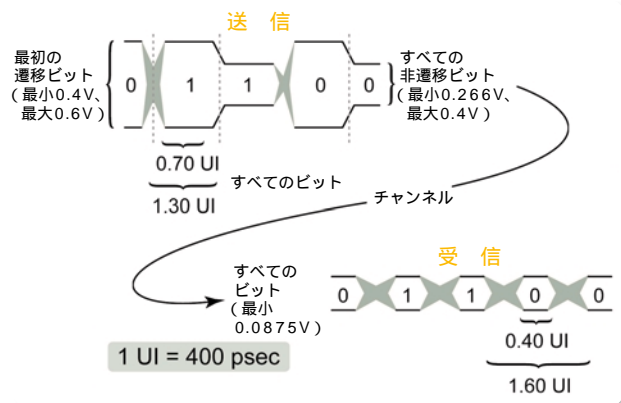 送 信
最初の
遷移ビット
（最小0.4V、
最大0.6V）
0 1 1 0 0
すべての
非遷移ビット
（最小0.266V、
最大0.4V）
0.70 UI
1.30 UI
すべてのビット
チャンネル
受 信
すべての
ビット
（最小
0.0875V）
0 1 1 0 0
0.40 UI
1.60 UI
1 UI = 400 psec